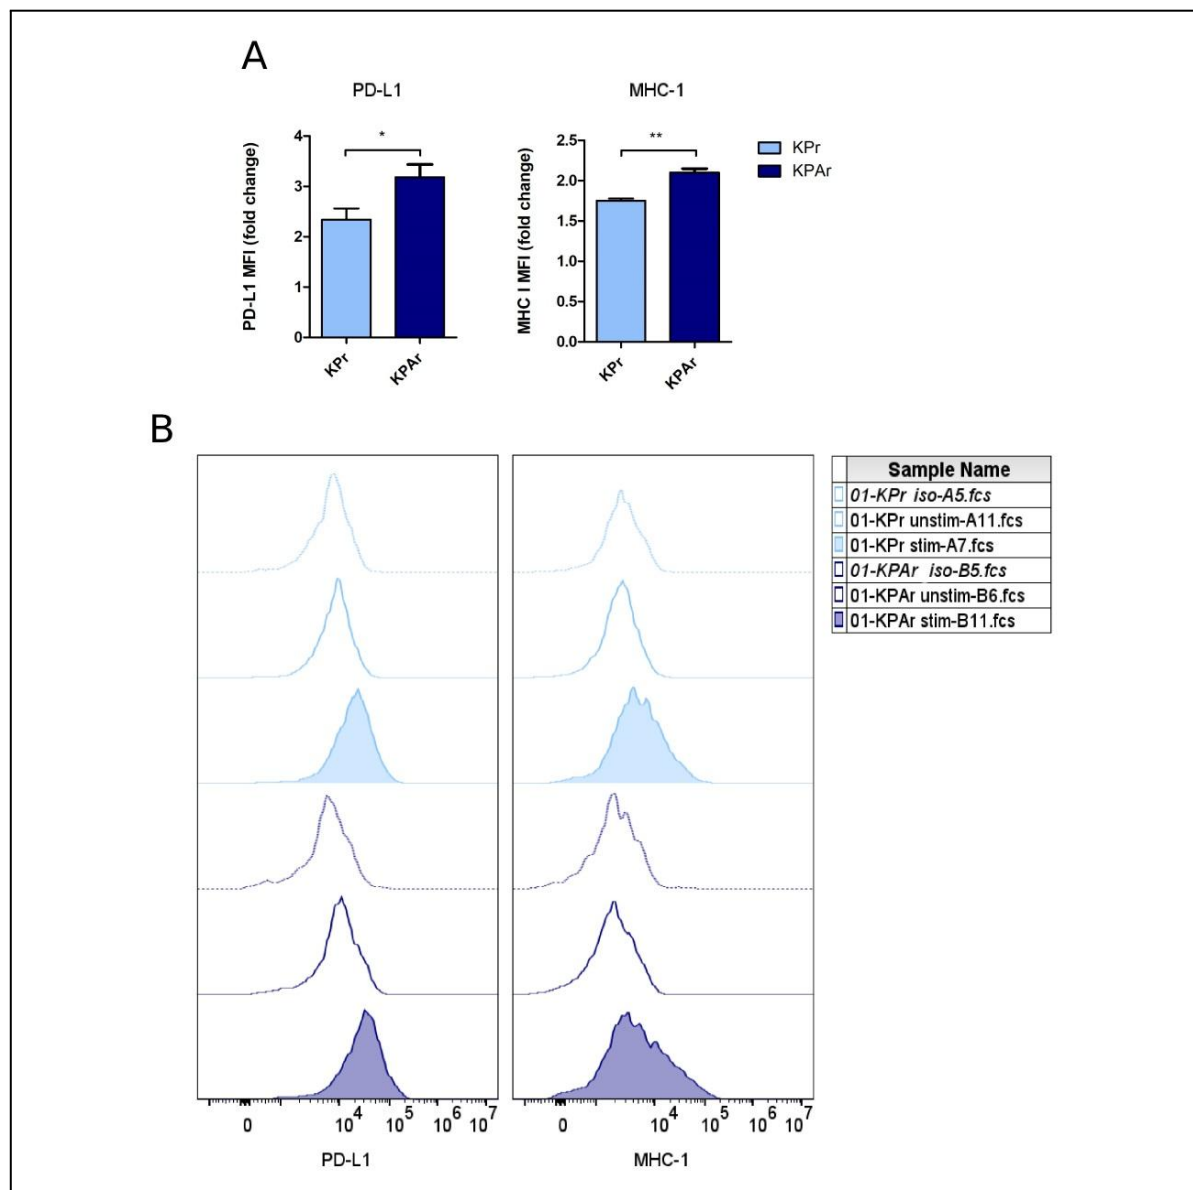 A
PD-L1
MHC-1
PD-L1 MFI (fold change)
4
3
2
1
0
KPr
KPAr
*
MHC I MFI (fold change)
2.5
2.0
1.5
1.0
0.5
0.0
KPr
KPAr
**
KPr
KPAr
B
Sample Name
01-KPr iso-A5.fcs
01-KPr unstim-A11.fcs
01-KPr stim-A7.fcs
01-KPAr iso-B5.fcs
01-KPAr unstim-B6.fcs
01-KPAr stim-B11.fcs
0 10^4 10^5 10^6 10^7
PD-L1
0 10^4 10^5 10^6 10^7
MHC-1